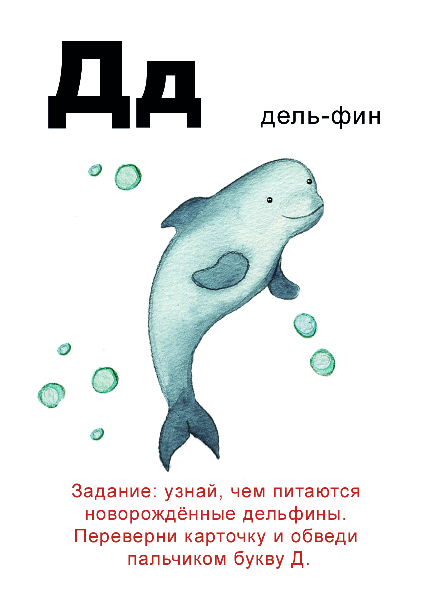 Дд
дель-фин
Задание: узнай, чем питаются
новорождённые дельфины.
Переверни карточку и обведи
пальчиком букву Д.